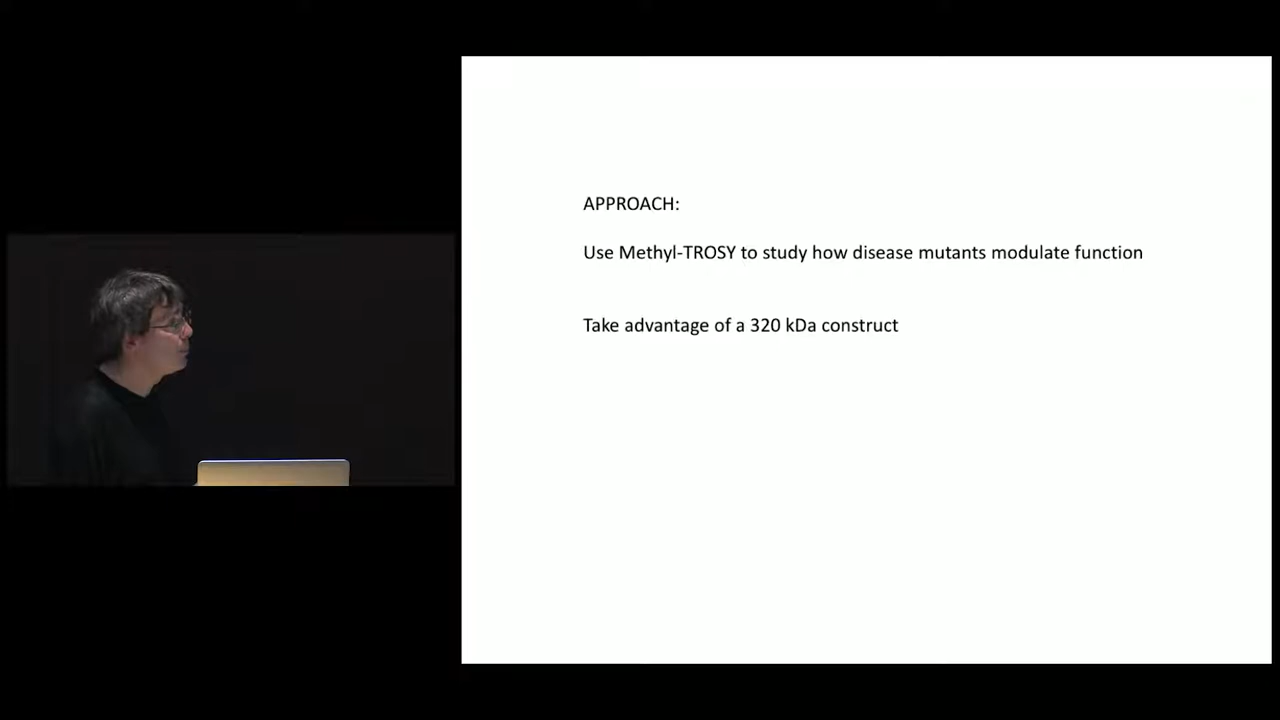 APPROACH:
Use Methyl-TROSY to study how disease mutants modulate function
Take advantage of a 320 kDa construct